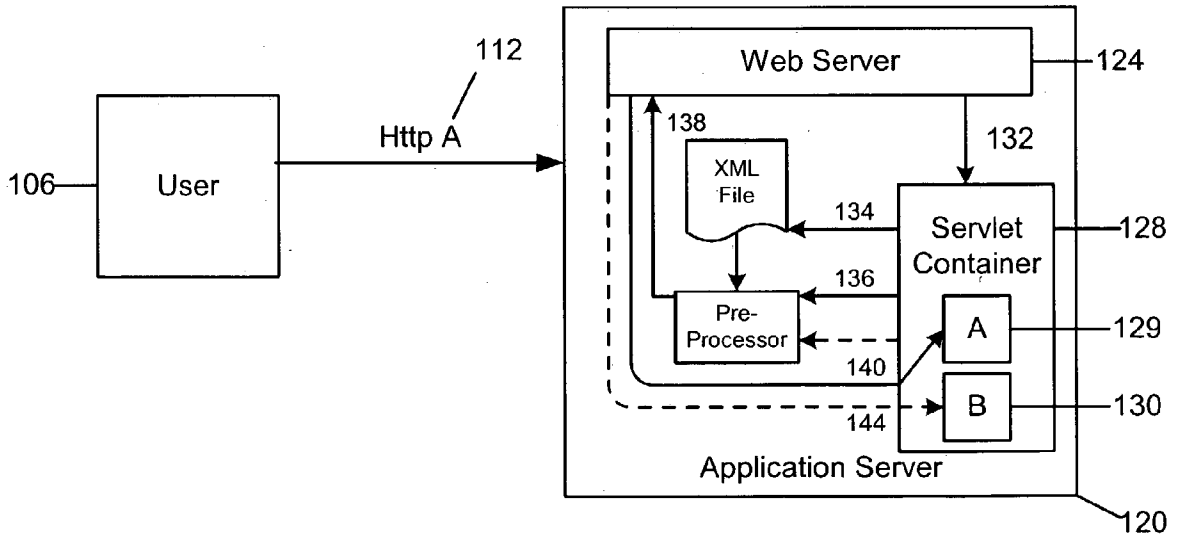 112
Http A
106
User
Web Server
124
138
132
XML
File
134
Servlet
Container
128
136
Pre-
Processor
A
129
140
B
130
144
Application Server
120